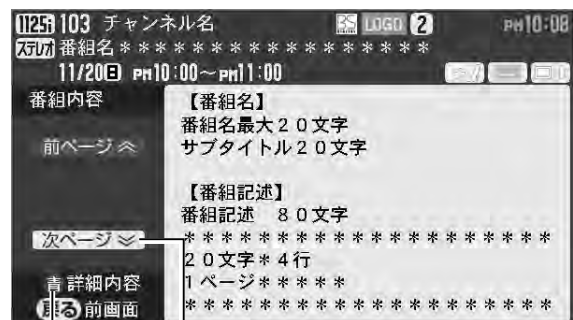 1125i 103 チャンネル名 BS LOGO 2 PM10:08
ステレオ 番組名******************
11/20日 PM10:00~PM11:00
番組内容
前ページ
次ページ
青 詳細内容
戻る 前画面
【番組名】
番組名最大20文字
サブタイトル20文字
【番組記述】
番組記述 80文字
********************
20文字*4行
1ページ*****
********************